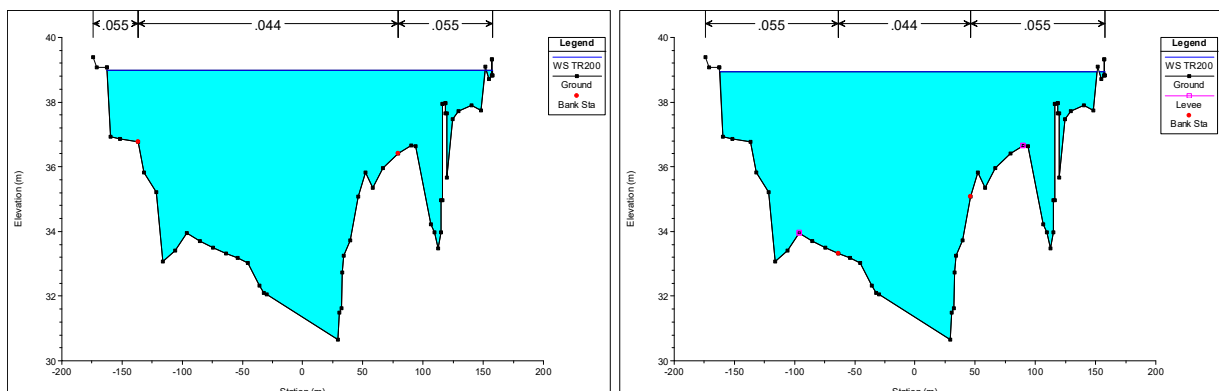 .055 .044 .055
40
38
36
34
32
30
Elevation (m)
-200 -150 -100 -50 0 50 100 150 200
Station (m)
Legend
WS TR200
Ground
Bank Sta
.055 .044 .055
40
38
36
34
32
30
Elevation (m)
-200 -150 -100 -50 0 50 100 150 200
Station (m)
Legend
WS TR200
Ground
Levee
Bank Sta